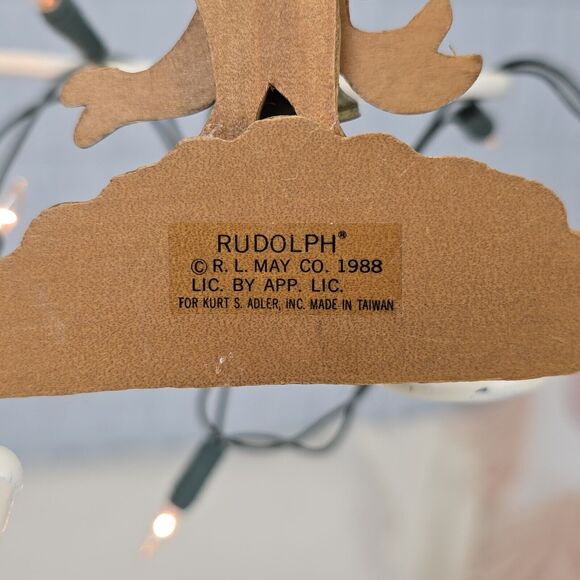 RUDOLPH®
© R. L. MAY CO. 1988
LIC. BY APP. LIC.
FOR KURT S. ADLER, INC. MADE IN TAIWAN